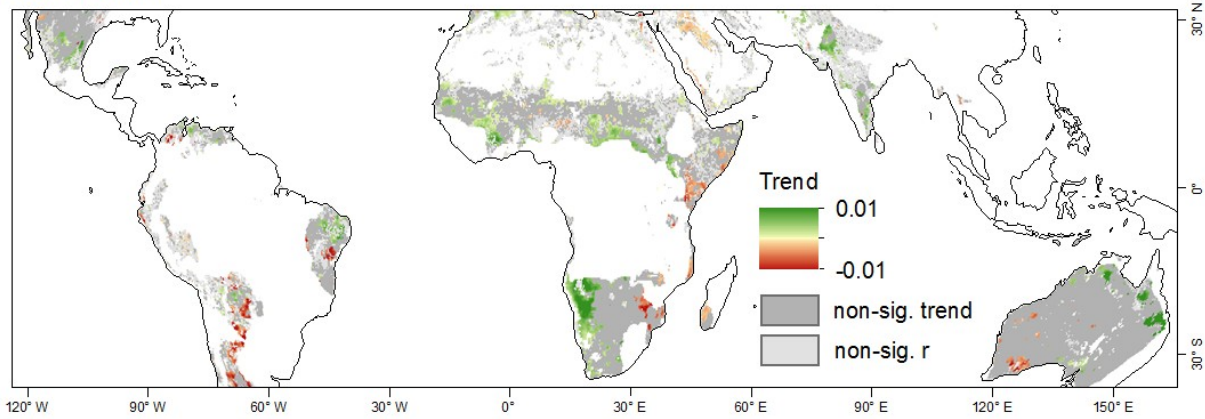 30° N
Trend
0.01
-0.01
0°
non-sig. trend
non-sig. r
30° S
120° W 90° W 60° W 30° W 0° 30° E 60° E 90° E 120° E 150° E